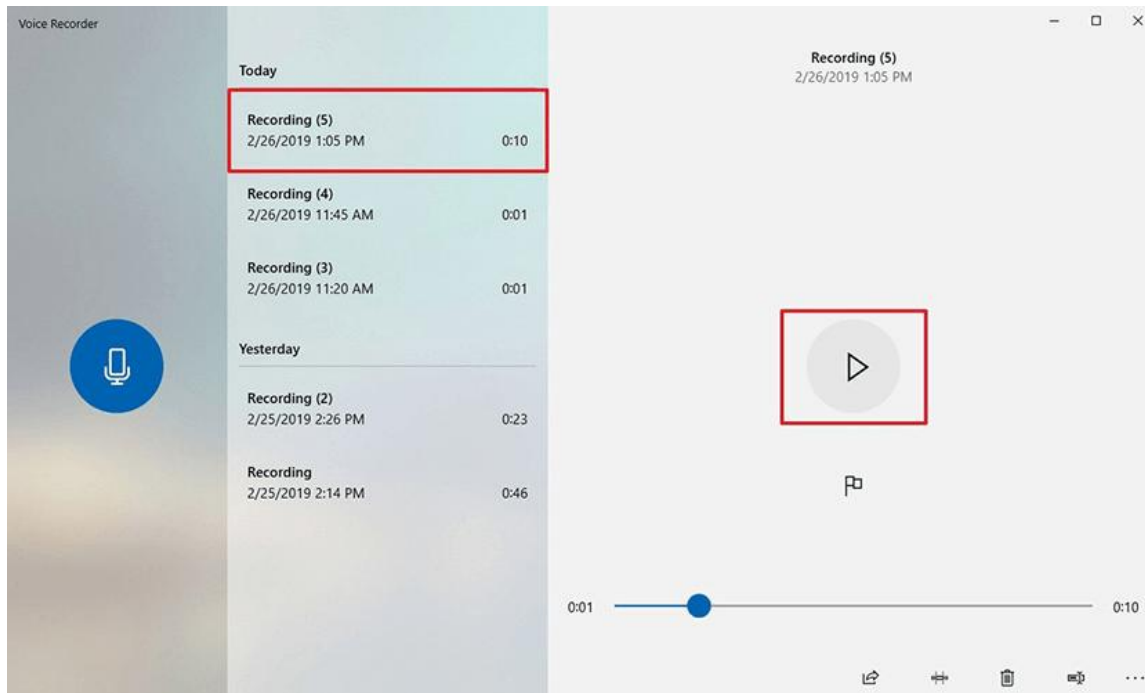 Voice Recorder
Today
Recording (5)
2/26/2019 1:05 PM 0:10
Recording (4)
2/26/2019 11:45 AM 0:01
Recording (3)
2/26/2019 11:20 AM 0:01
Yesterday
Recording (2)
2/25/2019 2:26 PM 0:23
Recording
2/25/2019 2:14 PM 0:46
Recording (5)
2/26/2019 1:05 PM
0:01 0:10